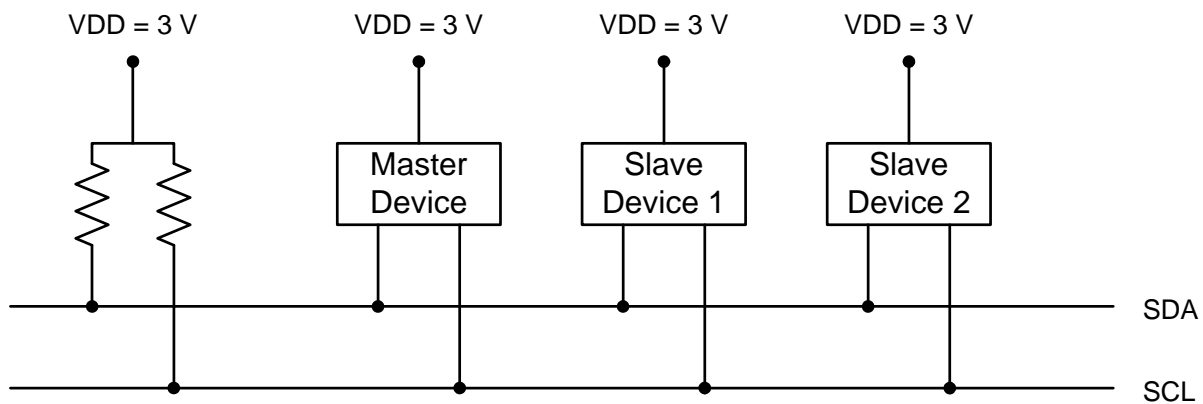 VDD = 3 V
VDD = 3 V
VDD = 3 V
VDD = 3 V
Master
Device
Slave
Device 1
Slave
Device 2
SDA
SCL